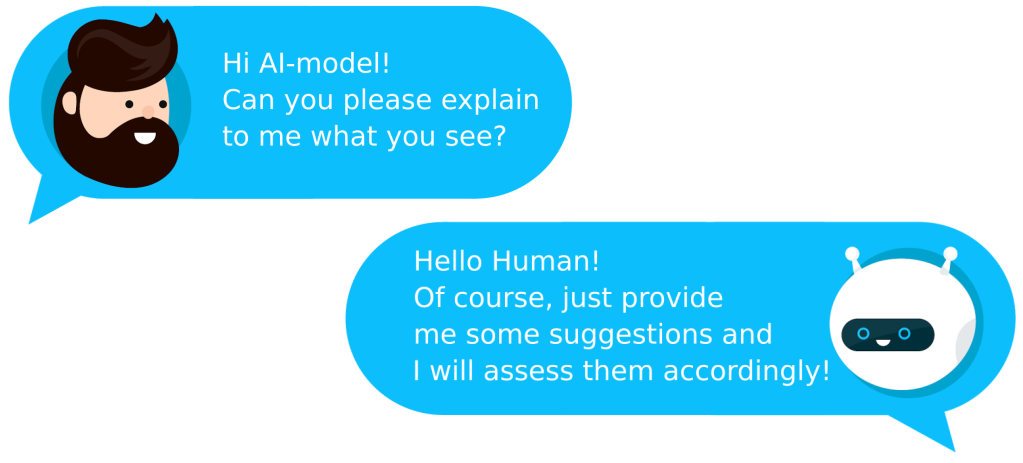 Hi AI-model!
Can you please explain
to me what you see?
Hello Human!
Of course, just provide
me some suggestions and
I will assess them accordingly!